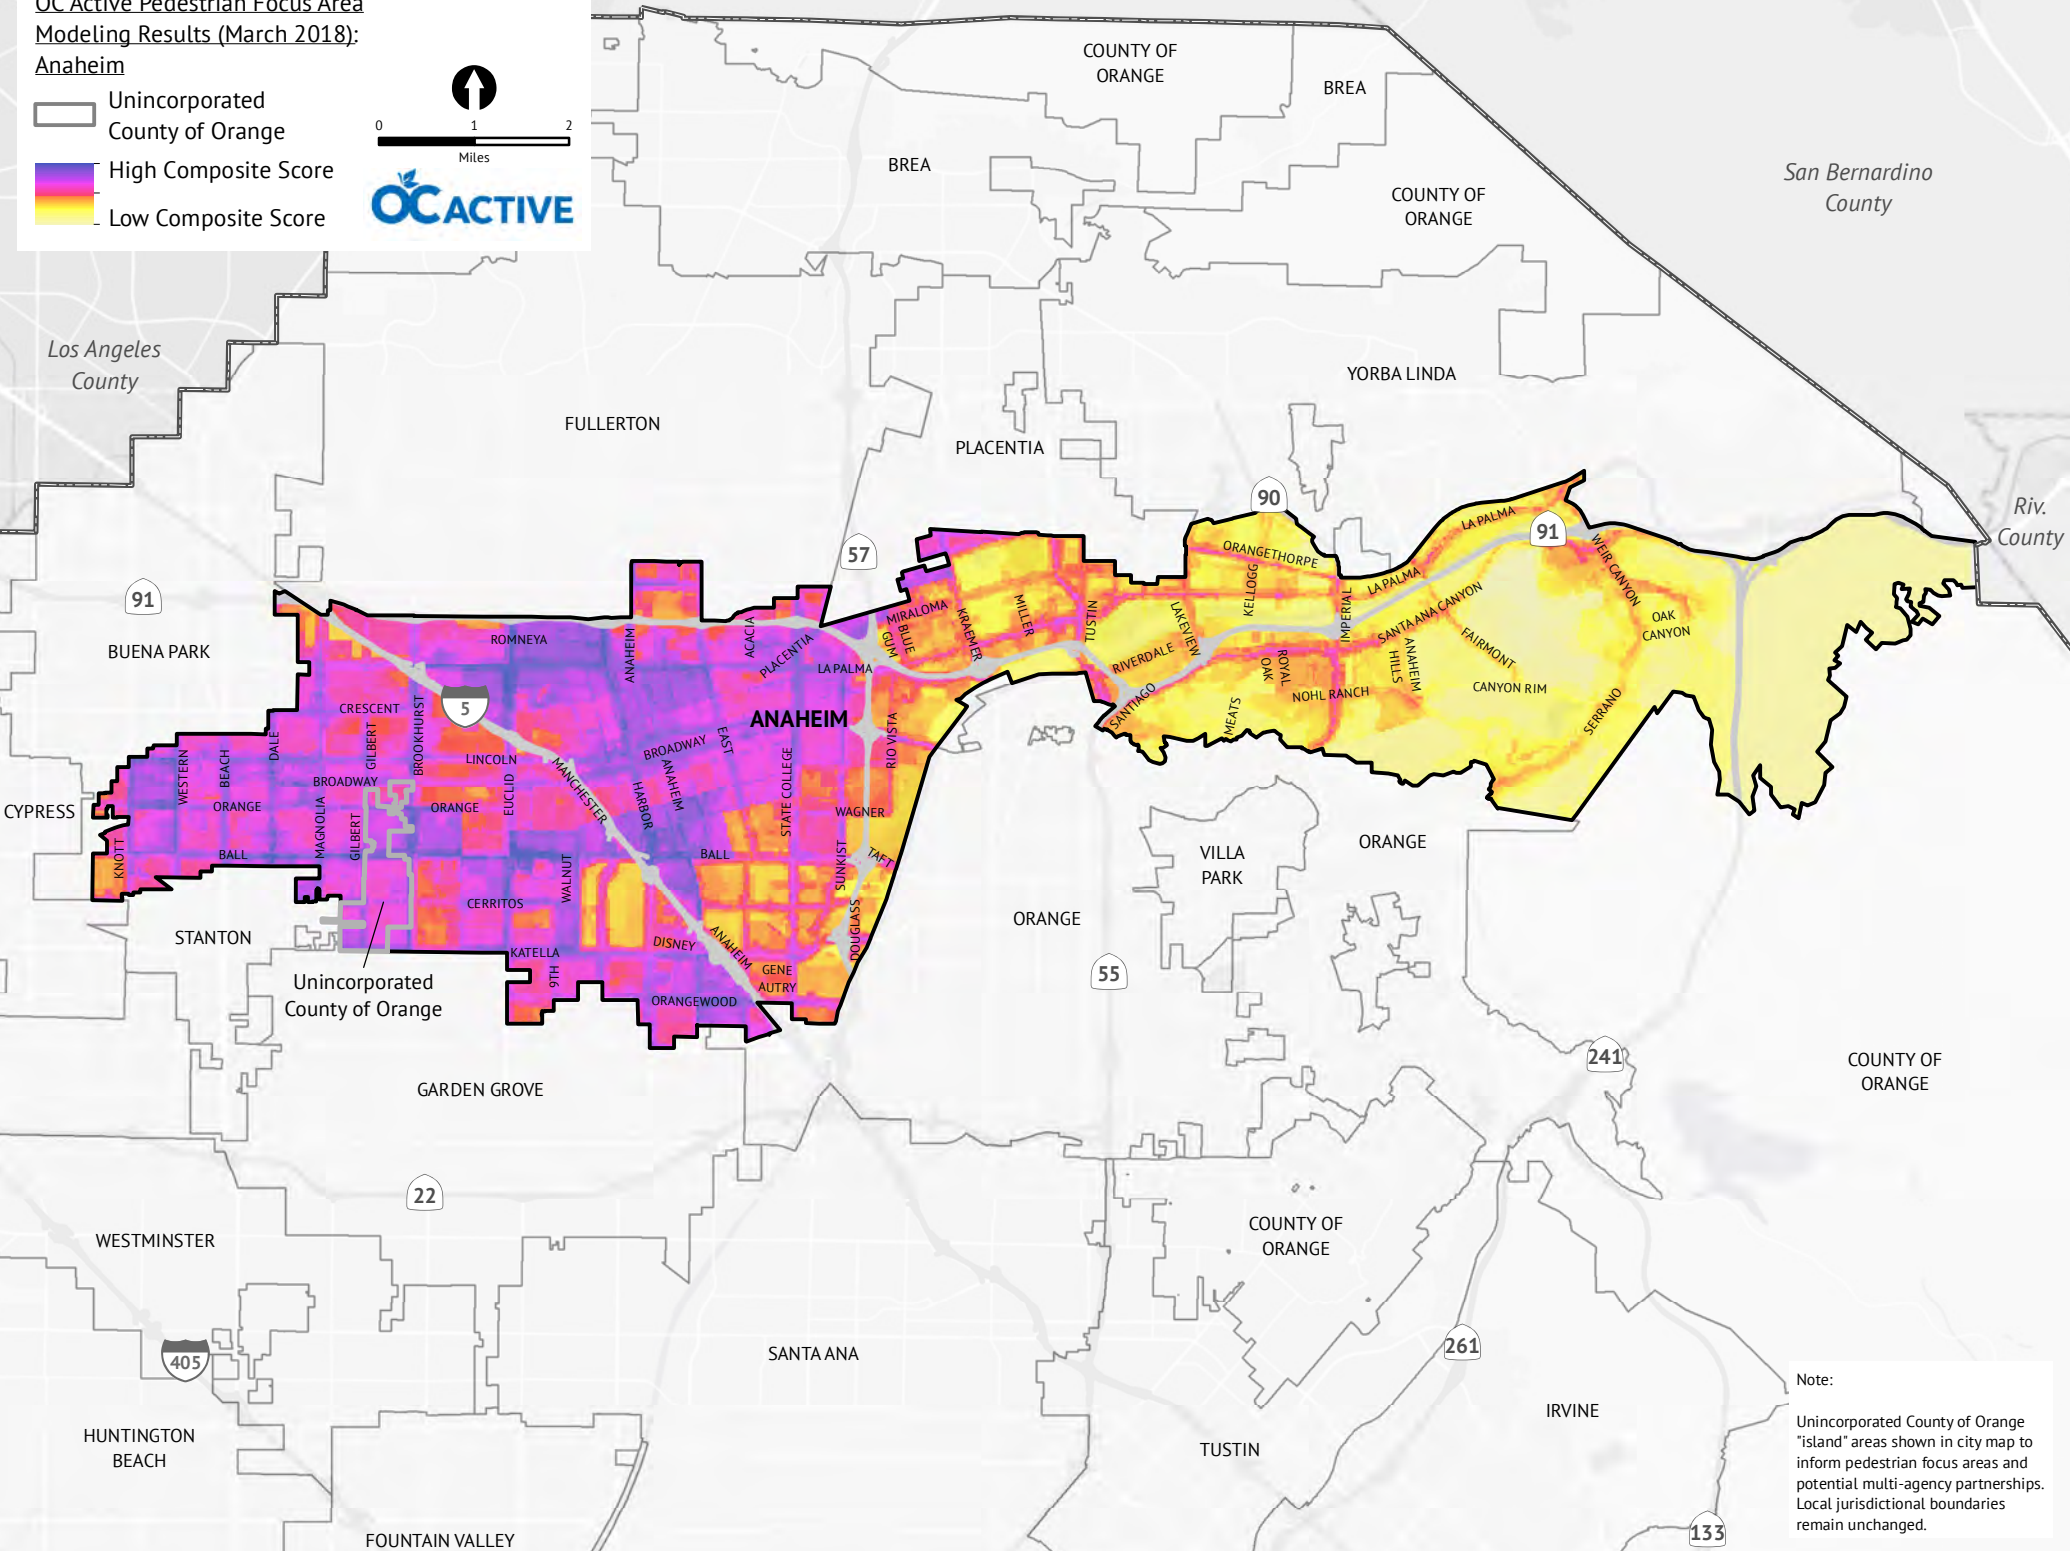 OC Active Pedestrian Focus Area
Modeling Results (March 2018):
Anaheim
Unincorporated
County of Orange
High Composite Score
Low Composite Score
0 1 2
Miles
OC ACTIVE
COUNTY OF
ORANGE
BREA
BREA
COUNTY OF
ORANGE
San Bernardino
County
Los Angeles
County
YORBA LINDA
FULLERTON
PLACENTIA
90
91
57
Riv.
County
91
BUENA PARK
LA PALMA
ORANGETHORPE
WEIR CANYON
KELLOGG
LA PALMA
IMPERIAL
SANTA ANA CANYON
OAK
CANYON
FAIRMONT
ANAHEIM
HILLS
CANYON RIM
SERRANO
MIRALOMA
BLUE
GUM
KRAEMER
MILLER
TUSTIN
LAKEVIEW
RIVERDALE
SANTIAGO
ROYAL
OAK
NOHL RANCH
MEATS
ROMNEYA
ANAHEIM
ACACIA
PLACENTIA
LA PALMA
5
CRESCENT
GILBERT
BROOKHURST
ANAHEIM
RIO VISTA
BROADWAY
EAST
WESTERN
BEACH
DALE
LINCOLN
MANCHESTER
ANAHEIM
HARBOR
STATE COLLEGE
BROADWAY
ORANGE
MAGNOLIA
GILBERT
ORANGE
EUCLID
WAGNER
CYPRESS
KNOTT
BALL
BALL
WALNUT
SUNKIST
TAFT
CERRITOS
DOUGLASS
STANTON
KATELLA
9TH
DISNEY
ANAHEIM
GENE
AUTRY
ORANGEWOOD
Unincorporated
County of Orange
VILLA
PARK
ORANGE
ORANGE
55
241
COUNTY OF
ORANGE
GARDEN GROVE
22
WESTMINSTER
COUNTY OF
ORANGE
405
SANTA ANA
261
HUNTINGTON
BEACH
TUSTIN
IRVINE
FOUNTAIN VALLEY
133
Note:
Unincorporated County of Orange
"island" areas shown in city map to
inform pedestrian focus areas and
potential multi-agency partnerships.
Local jurisdictional boundaries
remain unchanged.